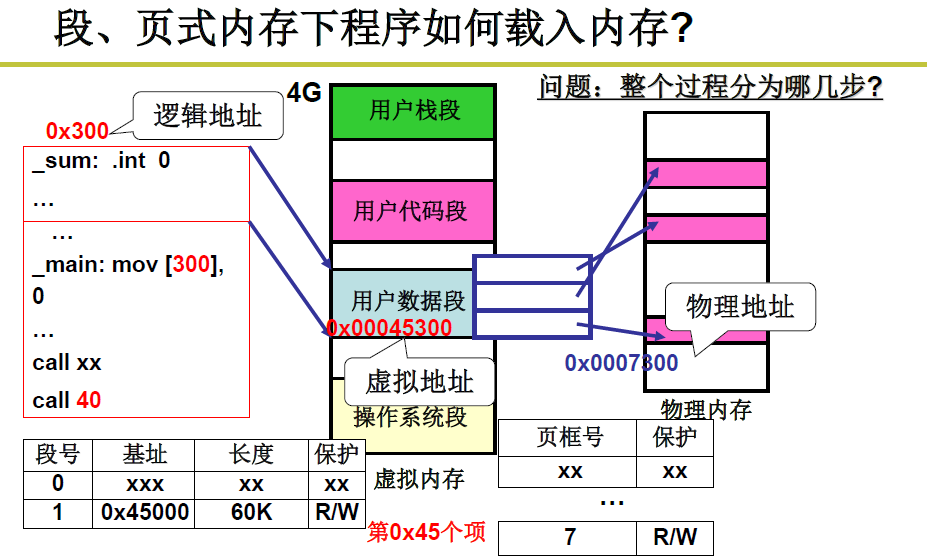 段、页式内存下程序如何载入内存?
问题：整个过程分为哪几步?
逻辑地址
0x300
_sum: .int 0
...
...
_main: mov [300],
0
...
call xx
call 40
4G
用户栈段
用户代码段
用户数据段
0x00045300
虚拟地址
操作系统段
虚拟内存
物理地址
0x0007300
物理内存
段号 基址 长度 保护
0 xxx xx xx
1 0x45000 60K R/W
第0x45个项
页框号 保护
xx xx
...
7 R/W